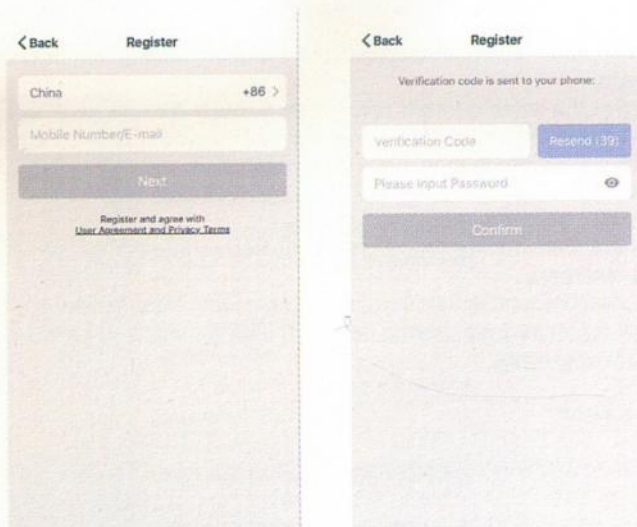 Back Register
China +86
Mobile Number/E-mail
Next
Register and agree with
User Agreement and Privacy Terms
Back Register
Verification code is sent to your phone:
Verification Code Resend (39)
Please Input Password
Confirm